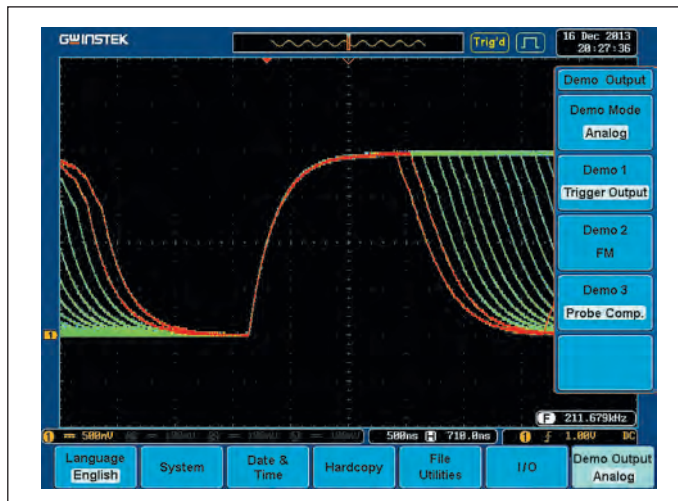 GWINSTEK
Trig'd
16 Dec 2013
20:27:36
Demo Output
Demo Mode
Analog
Demo 1
Trigger Output
Demo 2
FM
Demo 3
Probe Comp.
1
F 211.679kHz
1 500mV
500ns H 710.0ns
1 1.00V DC
Language
English
System
Date &
Time
Hardcopy
File
Utilities
I/O
Demo Output
Analog